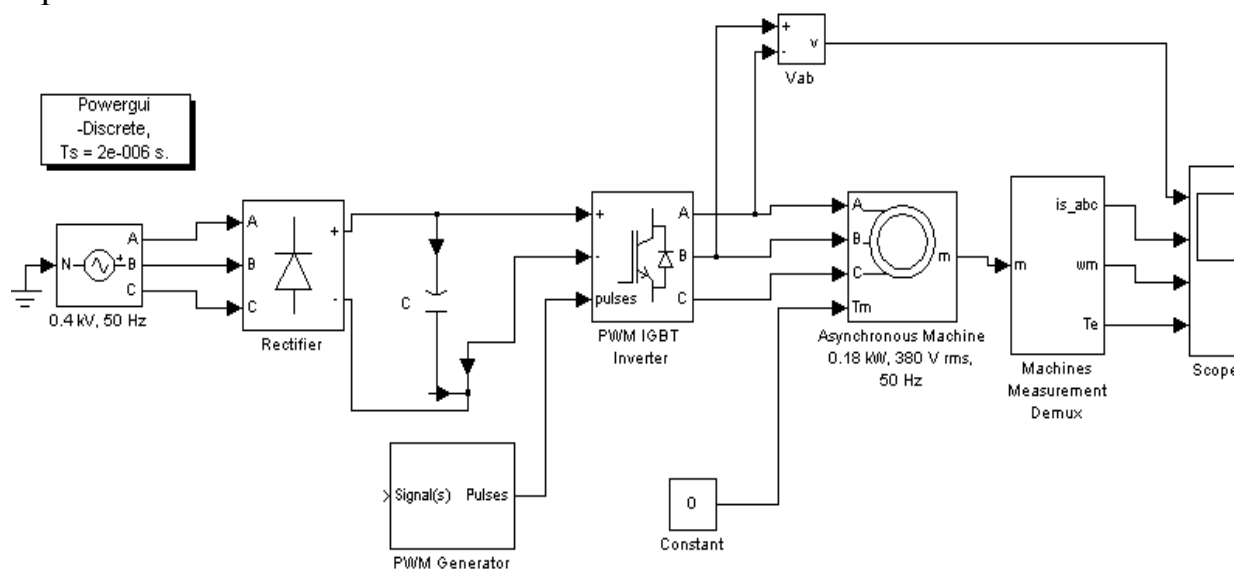 +
-
v
Vab
Powergui
-Discrete,
Ts = 2e-006 s.
N
+
A
B
C
0.4 kV, 50 Hz
A
B
C
+
-
Rectifier
C
+
-
pulses
A
B
C
PWM IGBT
Inverter
A
B
C
Tm
m
Asynchronous Machine
0.18 kW, 380 V rms,
50 Hz
m
is_abc
wm
Te
Machines
Measurement
Demux
Scope
Signal(s) Pulses
PWM Generator
0
Constant